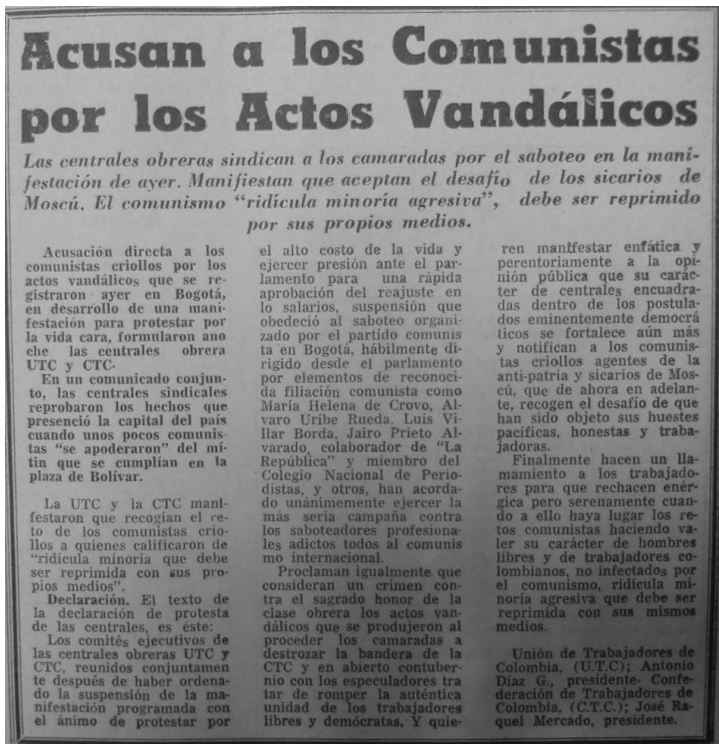 Acusan a los Comunistas
por los Actos Vandálicos
Las centrales obreras sindican a los camaradas por el saboteo en la mani-
festación de ayer. Manifiestan que aceptan el desafío de los sicarios de
Moscú. El comunismo "ridícula minoría agresiva", debe ser reprimido
por sus propios medios.
Acusación directa a los
comunistas criollos por los
actos vandálicos que se re-
gistraron ayer en Bogotá,
en desarrollo de una mani-
festación para protestar por
la vida cara, formularon ano
che las centrales obrera
UTC y CTC.
En un comunicado conjun-
to, las centrales sindicales
reprobaron los hechos que
presenció la capital del país
cuando unos pocos comunis-
tas "se apoderaron" del mi-
tin que se cumplían en la
plaza de Bolívar.
La UTC y la CTC mani-
festaron que recogían el re-
to de los comunistas crio-
llos a quienes calificaron de
"ridícula minoría que debe
ser reprimida con sus pro-
pios medios".
Declaración. El texto de
la declaración de protesta
de las centrales, es éste:
Los comités ejecutivos de
las centrales obreras UTC y
CTC, reunidos conjuntamen
te después de haber ordena-
do la suspensión de la ma-
nifestación programada con
el ánimo de protestar por
el alto costo de la vida y
ejercer presión ante el par-
lamento para una rápida
aprobación del reajuste en
lo salarios, suspensión que
obedeció al saboteo organi-
zado por el partido comunis
ta en Bogotá, hábilmente di-
rigido desde el parlamento
por elementos de reconoci-
da filiación comunista como
María Helena de Crovo, Al-
varo Uribe Rueda. Luis Vi-
llar Borda, Jairo Prieto Al-
varado, colaborador de "La
República" y miembro del
Colegio Nacional de Perio-
distas, y otros, han acorda-
do unánimemente ejercer la
más seria campaña contra
los saboteadores profesiona-
les adictos todos al comunis
mo internacional.
Proclaman igualmente que
consideran un crimen con-
tra el sagrado honor de la
clase obrera los actos van-
dálicos que se produjeron al
proceder los camaradas a
destrozar la bandera de la
CTC y en abierto contuber-
nio con los especuladores tra
tar de romper la auténtica
unidad de los trabajadores
libres y demócratas. Y quie-
ren manifestar enfática y
perentoriamente a la opi-
nión pública que su carác-
ter de centrales encuadra-
das dentro de los postula-
dos eminentemente democrá
ticos se fortalece aún más
y notifican a los comunis-
tas criollos agentes de la
anti-patria y sicarios de Mos-
cú, que de ahora en adelan-
te, recogen el desafío de que
han sido objeto sus huestes
pacíficas, honestas y traba-
jadoras.
Finalmente hacen un lla-
mamiento a los trabajado-
res para que rechacen enér-
gica pero serenamente cuan-
do a ello haya lugar los re-
tos comunistas haciendo va-
ler su carácter de hombres
libres y de trabajadores co-
lombianos, no infectados por
el comunismo, ridícula mi-
noría agresiva que debe ser
reprimida con sus mismos
medios.
Unión de Trabajadores de
Colombia, (U.T.C); Antonio
Díaz G., presidente. Confe-
deración de Trabajadores de
Colombia, (C.T.C.); José Ra-
quel Mercado, presidente.